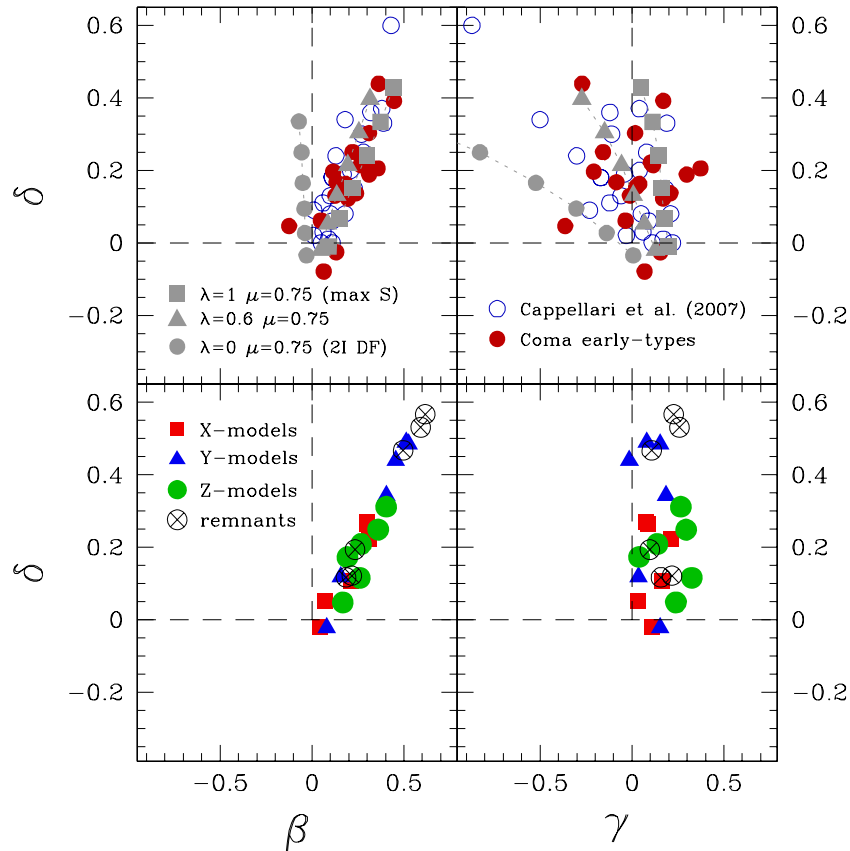 0.6
0.4
0.2
0
−0.2
δ
λ=1 μ=0.75 (max S)
λ=0.6 μ=0.75
λ=0 μ=0.75 (2I DF)
0.6
0.4
0.2
0
−0.2
Cappellari et al. (2007)
Coma early-types
0.6
0.4
0.2
0
−0.2
δ
X-models
Y-models
Z-models
remnants
0.6
0.4
0.2
0
−0.2
−0.5 0 0.5
−0.5 0 0.5
β
γ